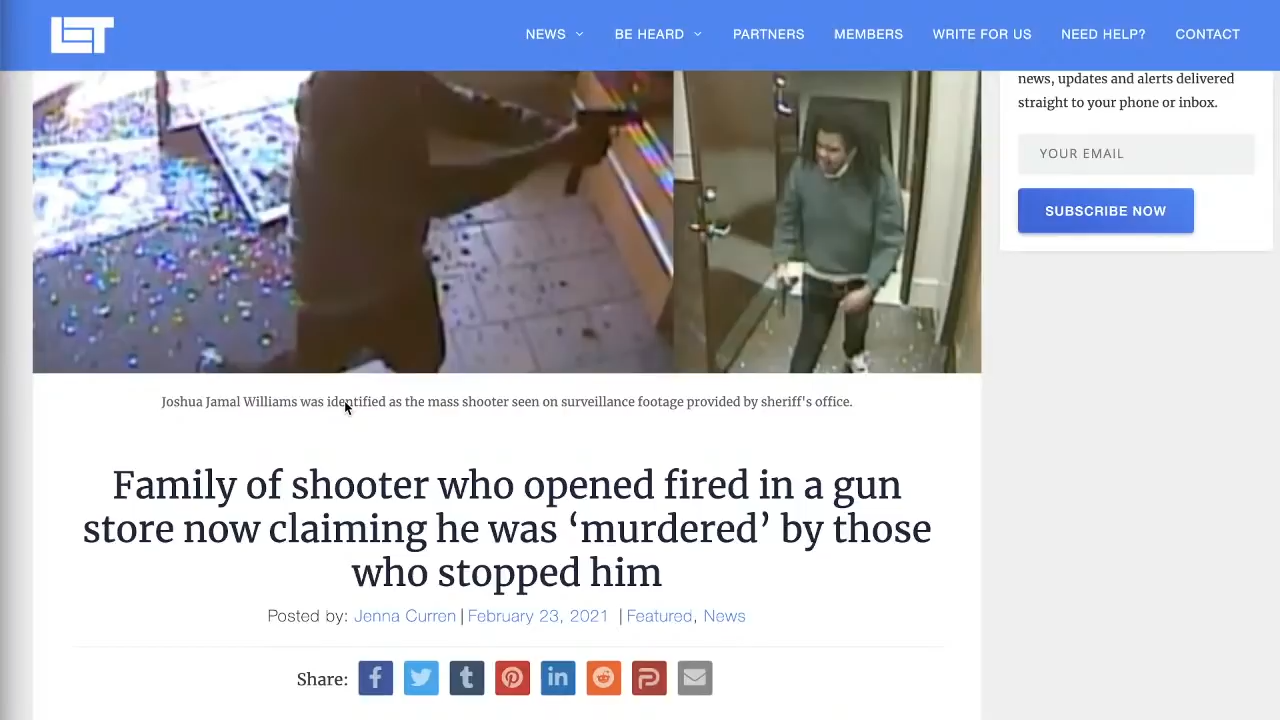 LET
NEWS
BE HEARD
PARTNERS
MEMBERS
WRITE FOR US
NEED HELP?
CONTACT
news, updates and alerts delivered
straight to your phone or inbox.
YOUR EMAIL
SUBSCRIBE NOW
Joshua Jamal Williams was identified as the mass shooter seen on surveillance footage provided by sheriff's office.
Family of shooter who opened fired in a gun
store now claiming he was ‘murdered’ by those
who stopped him
Posted by: Jenna Curren | February 23, 2021 | Featured, News
Share: